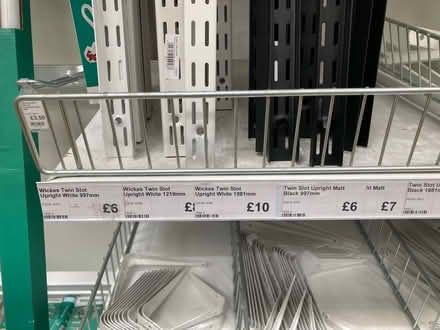 £3.50
Wickes Twin Slot
Upright White 997mm
£6
Wickes Twin Slot
Upright White 1219mm
£
Wickes Twin Slot
Upright White 1981mm
£10
Twin Slot Upright Matt
Black 997mm
£6
ht Matt
£7
Twin Slot U
Black 1981